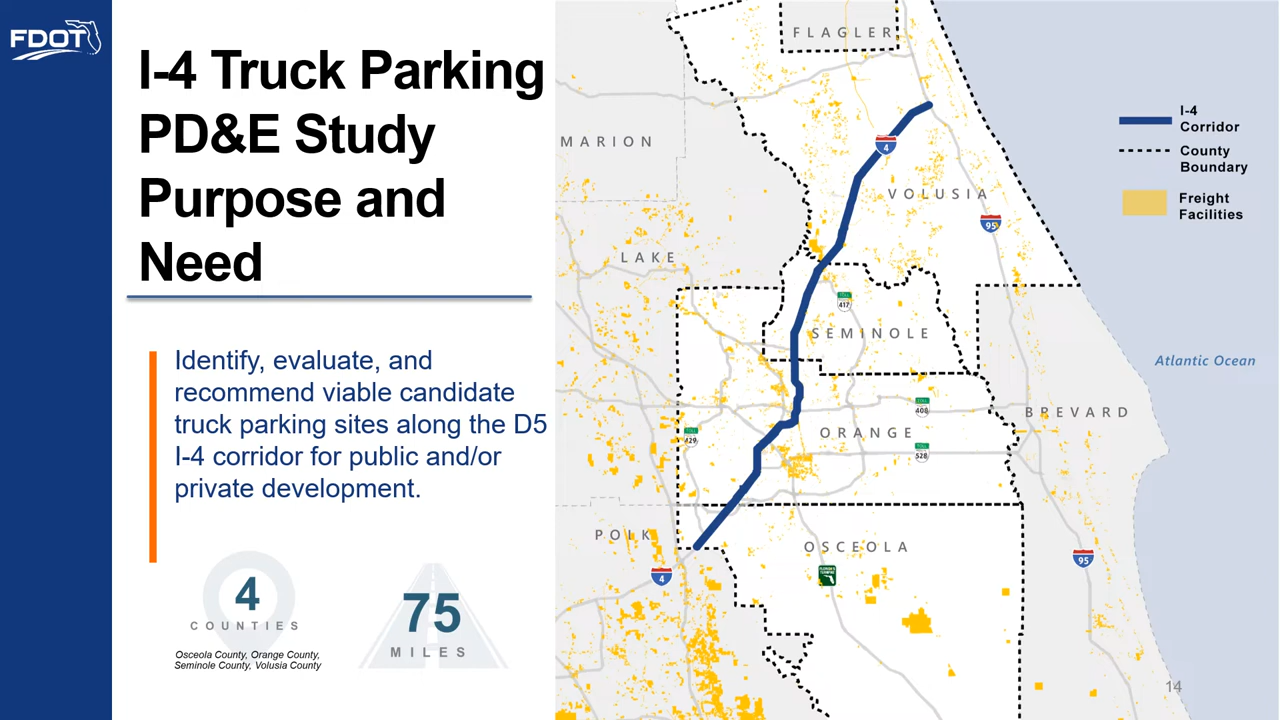 FDOT
I-4 Truck Parking
PD&E Study
Purpose and
Need
Identify, evaluate, and
recommend viable candidate
truck parking sites along the D5
I-4 corridor for public and/or
private development.
4
COUNTIES
Osceola County, Orange County,
Seminole County, Volusia County
75
MILES
FLAGLER
MARION
4
VOLUSIA
95
LAKE
417
SEMINOLE
Atlantic Ocean
408
BREVARD
429
ORANGE
528
POLK
OSCEOLA
4
95
I-4
Corridor
County
Boundary
Freight
Facilities
14